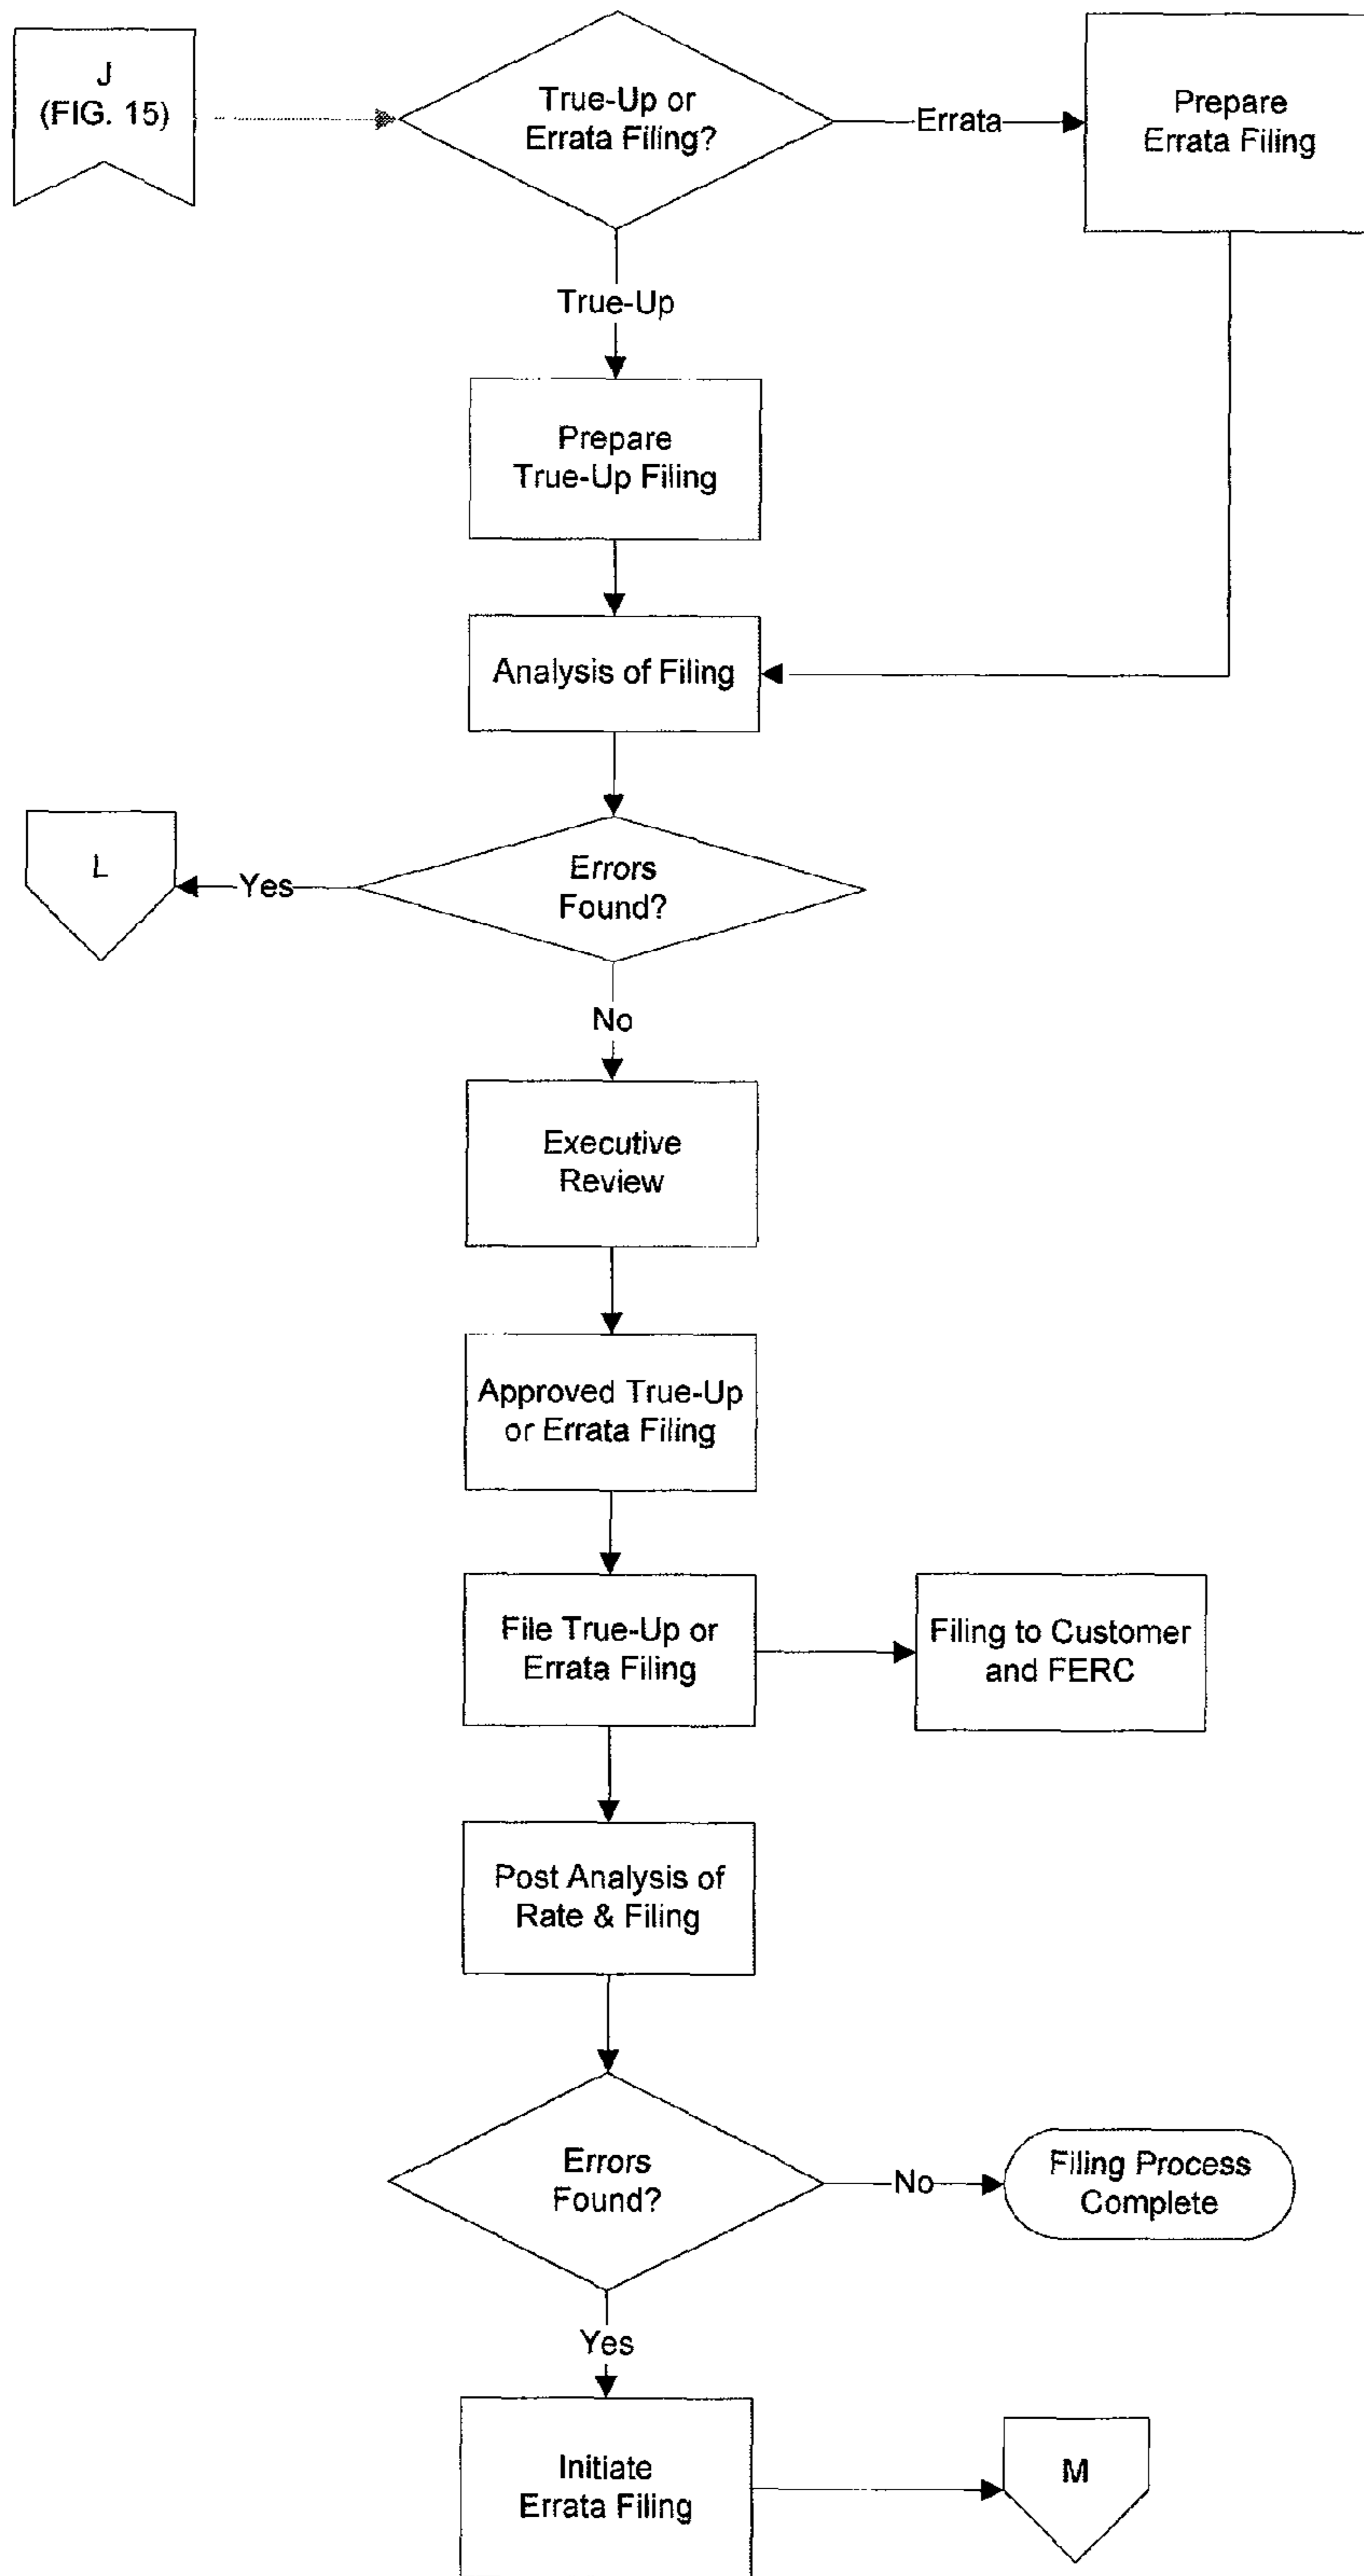 J
(FIG. 15)
True-Up or
Errata Filing?
Errata
Prepare
Errata Filing
True-Up
Prepare
True-Up Filing
Analysis of Filing
L
Yes
Errors
Found?
No
Executive
Review
Approved True-Up
or Errata Filing
File True-Up or
Errata Filing
Filing to Customer
and FERC
Post Analysis of
Rate & Filing
Errors
Found?
No
Filing Process
Complete
Yes
Initiate
Errata Filing
M